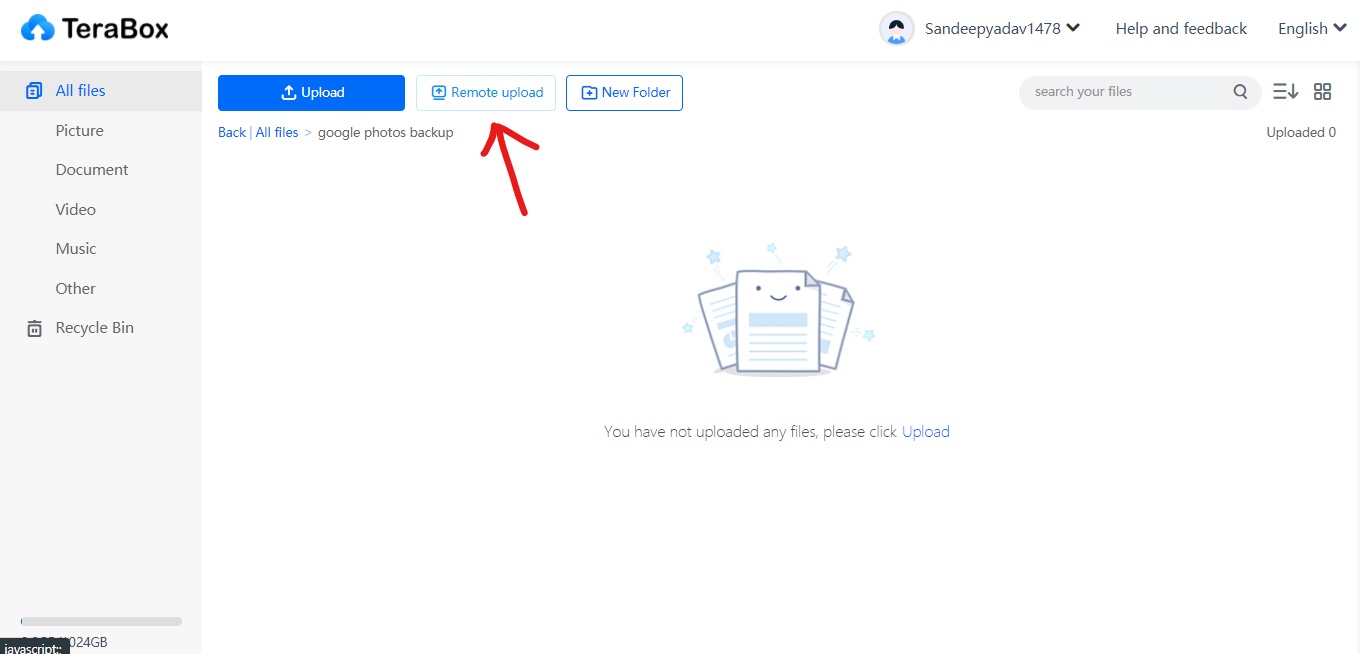 TeraBox
Sandeepyadav1478
Help and feedback
English
All files
Picture
Document
Video
Music
Other
Recycle Bin
Upload
Remote upload
New Folder
search your files
Back | All files > google photos backup
Uploaded 0
You have not uploaded any files, please click Upload
024GB
javascript:;